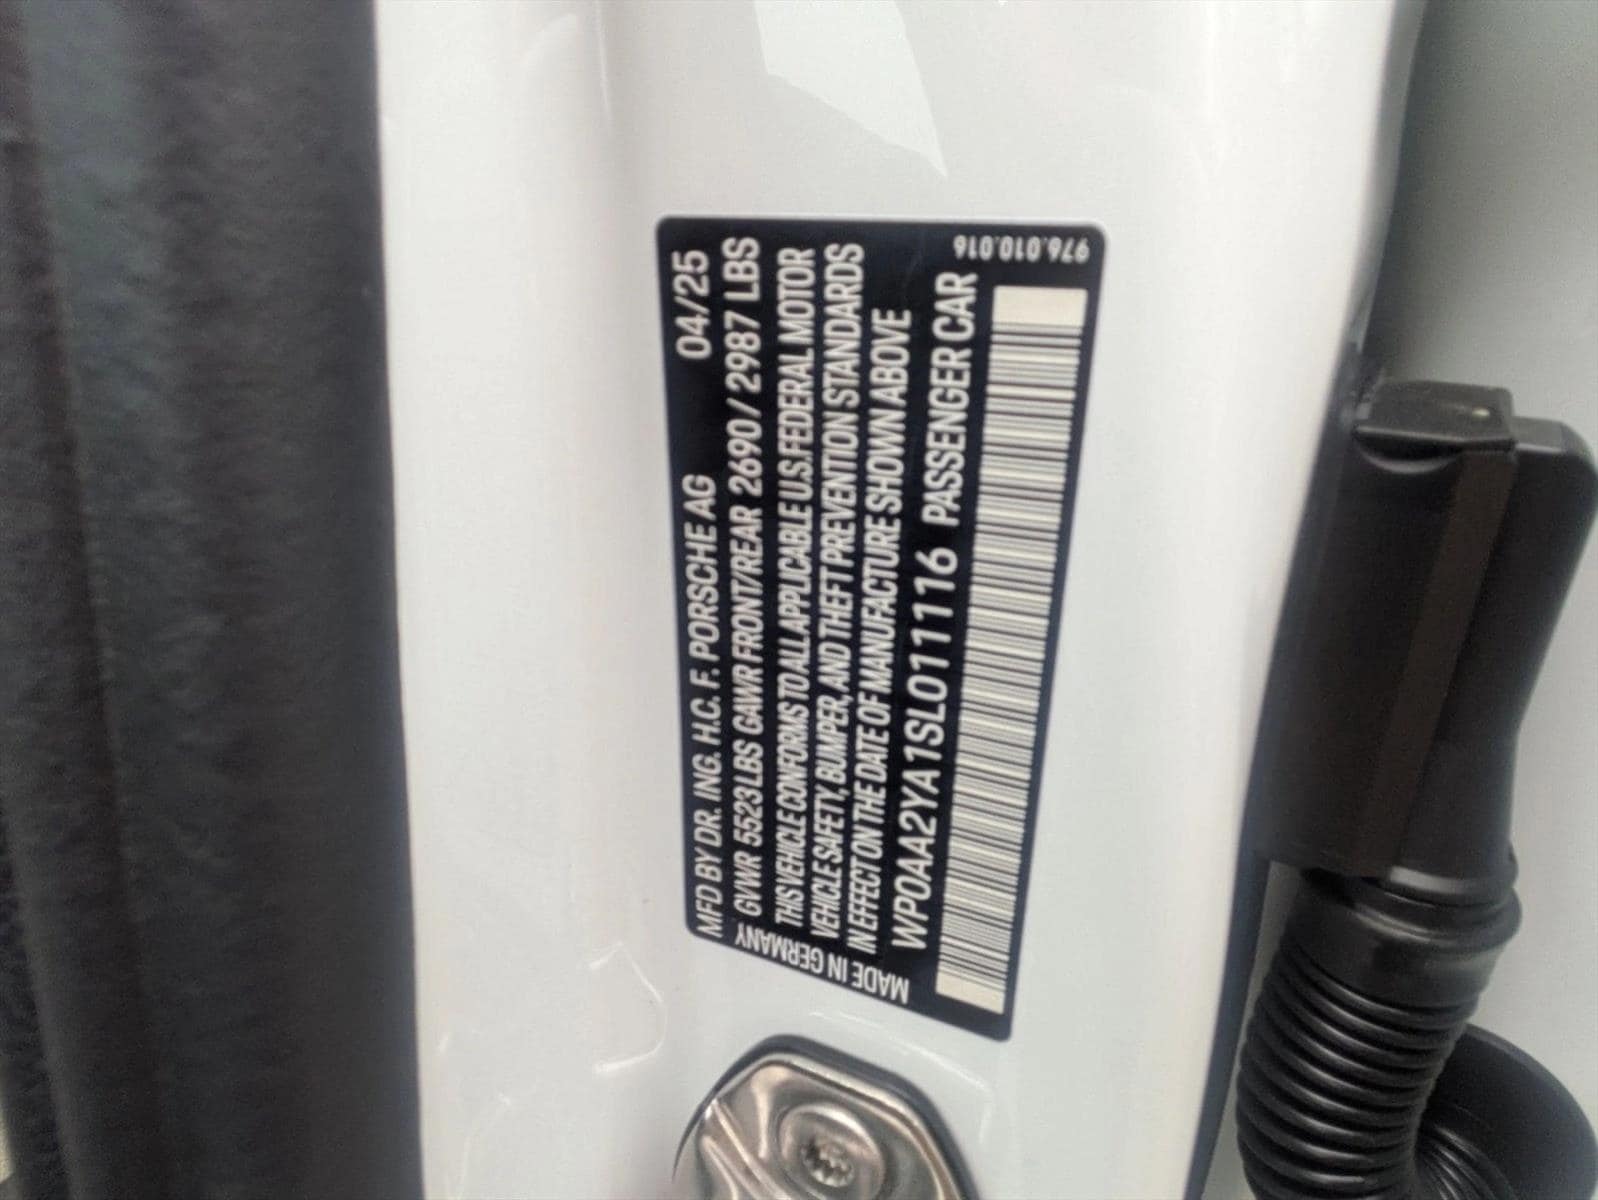 MFD BY DR. ING. H.C. F. PORSCHE AG 04/25
GVWR 5523 LBS GAWR FRONT/REAR 2690 / 2987 LBS
THIS VEHICLE CONFORMS TO ALL APPLICABLE U.S. FEDERAL MOTOR
VEHICLE SAFETY, BUMPER, AND THEFT PREVENTION STANDARDS
IN EFFECT ON THE DATE OF MANUFACTURE SHOWN ABOVE
WP0AA2YA1SL011116 PASSENGER CAR
MADE IN GERMANY
976.010.016